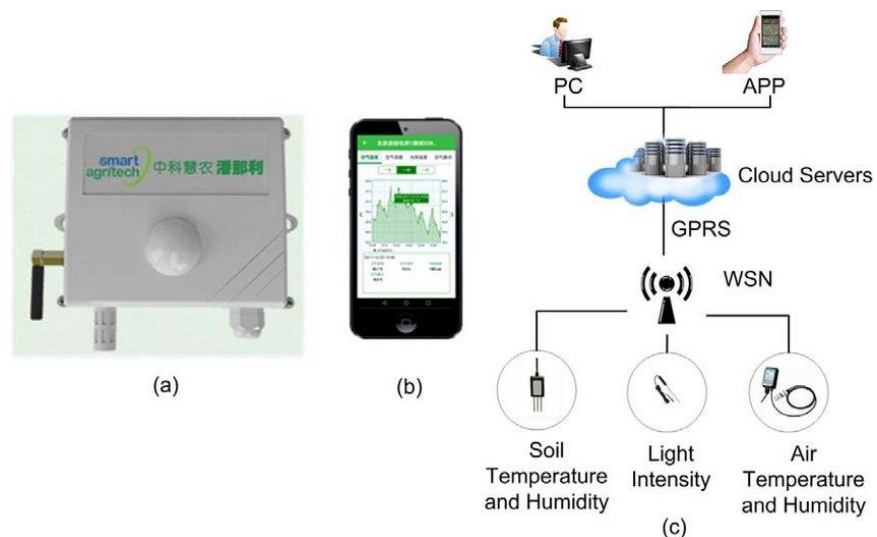 smart
agritech
中科慧农 潘那利
(a)
(b)
PC
APP
Cloud Servers
GPRS
WSN
Soil
Temperature
and Humidity
Light
Intensity
Air
Temperature
and Humidity
(c)